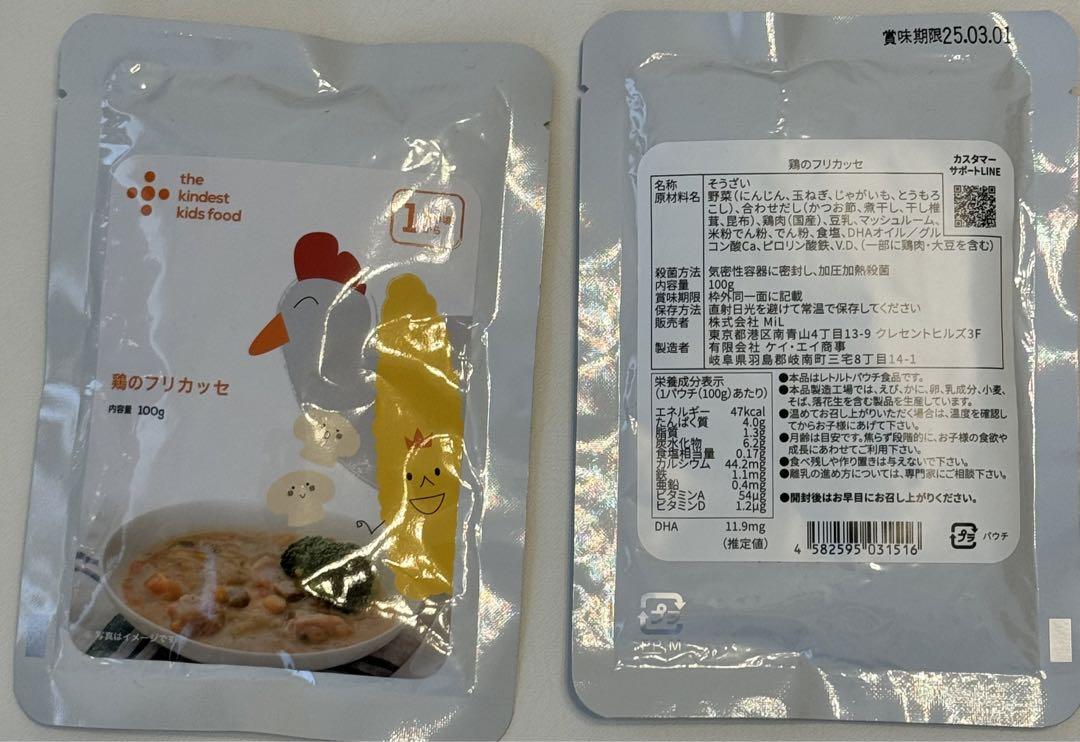 the
kindest
kids food
1
から
鶏のフリカッセ
内容量 100g
写真はイメージです
賞味期限25.03.01
鶏のフリカッセ
カスタマー
サポートLINE
名称 そうざい
原材料名 野菜(にんじん、玉ねぎ、じゃがいも、とうもろ
こし)、合わせだし(かつお節、煮干し、干し椎
茸、昆布)、鶏肉(国産)、豆乳、マッシュルーム、
米粉でん粉、でん粉、食塩、DHAオイル/グル
コン酸Ca、ピロリン酸鉄、V.D、(一部に鶏肉・大豆を含む)
殺菌方法 気密性容器に密封し、加圧加熱殺菌
内容量 100g
賞味期限 枠外同一面に記載
保存方法 直射日光を避けて常温で保存してください
販売者 株式会社 MiL
東京都港区南青山4丁目13-9 クレセントヒルズ3F
製造者 有限会社 ケイ・エイ商事
岐阜県羽島郡岐南町三宅8丁目14-1
栄養成分表示
(1パウチ(100g)あたり)
エネルギー 47kcal
たんぱく質 4.0g
脂質 1.3g
炭水化物 6.2g
食塩相当量 0.17g
カルシウム 44.2mg
鉄 1.1mg
亜鉛 0.4mg
ビタミンA 54μg
ビタミンD 1.2μg
DHA 11.9mg
(推定値)
●本品はレトルトパウチ食品です。
●本品製造工場では、えび、かに、卵、乳成分、小麦、
そば、落花生を含む製品を生産しています。
●温めてお召し上がりいただく場合は、温度を確認し
てからお子様にあげて下さい。
●月齢は目安です。焦らず段階的に、お子様の食欲や
成長にあわせてご利用下さい。
●食べ残しや作り置きは与えないで下さい。
●離乳の進め方については、専門家にご相談下さい。
●開封後はお早目にお召し上がりください。
4 582595 031516
プラ パウチ
プラ
P, M